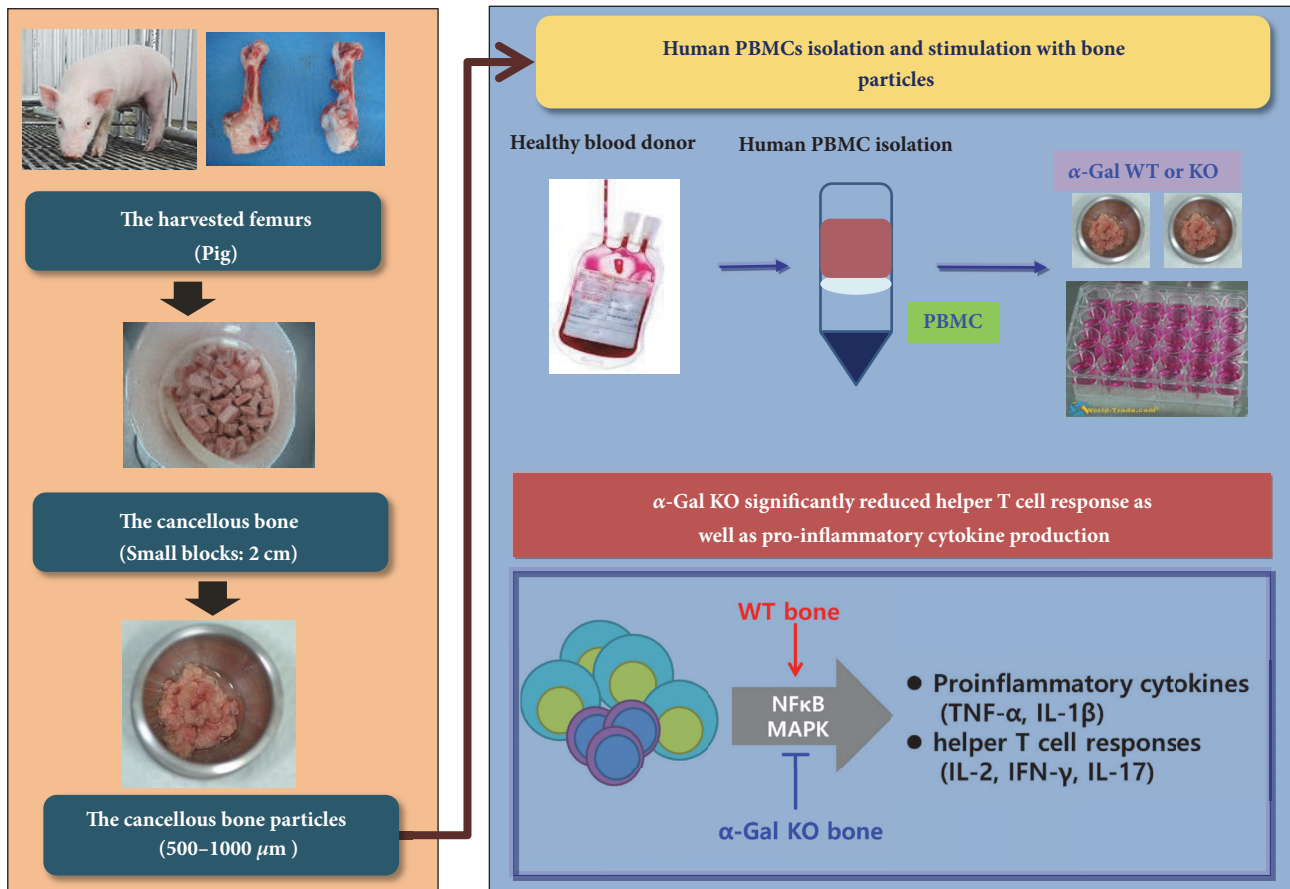 The harvested femurs
(Pig)
The cancellous bone
(Small blocks: 2 cm)
The cancellous bone particles
(500–1000 μm )
Human PBMCs isolation and stimulation with bone
particles
Healthy blood donor
Human PBMC isolation
α-Gal WT or KO
PBMC
World-Trade.com
α-Gal KO significantly reduced helper T cell response as
well as pro-inflammatory cytokine production
WT bone
NFκB
MAPK
α-Gal KO bone
● Proinflammatory cytokines
(TNF-α, IL-1β)
● helper T cell responses
(IL-2, IFN-γ, IL-17)